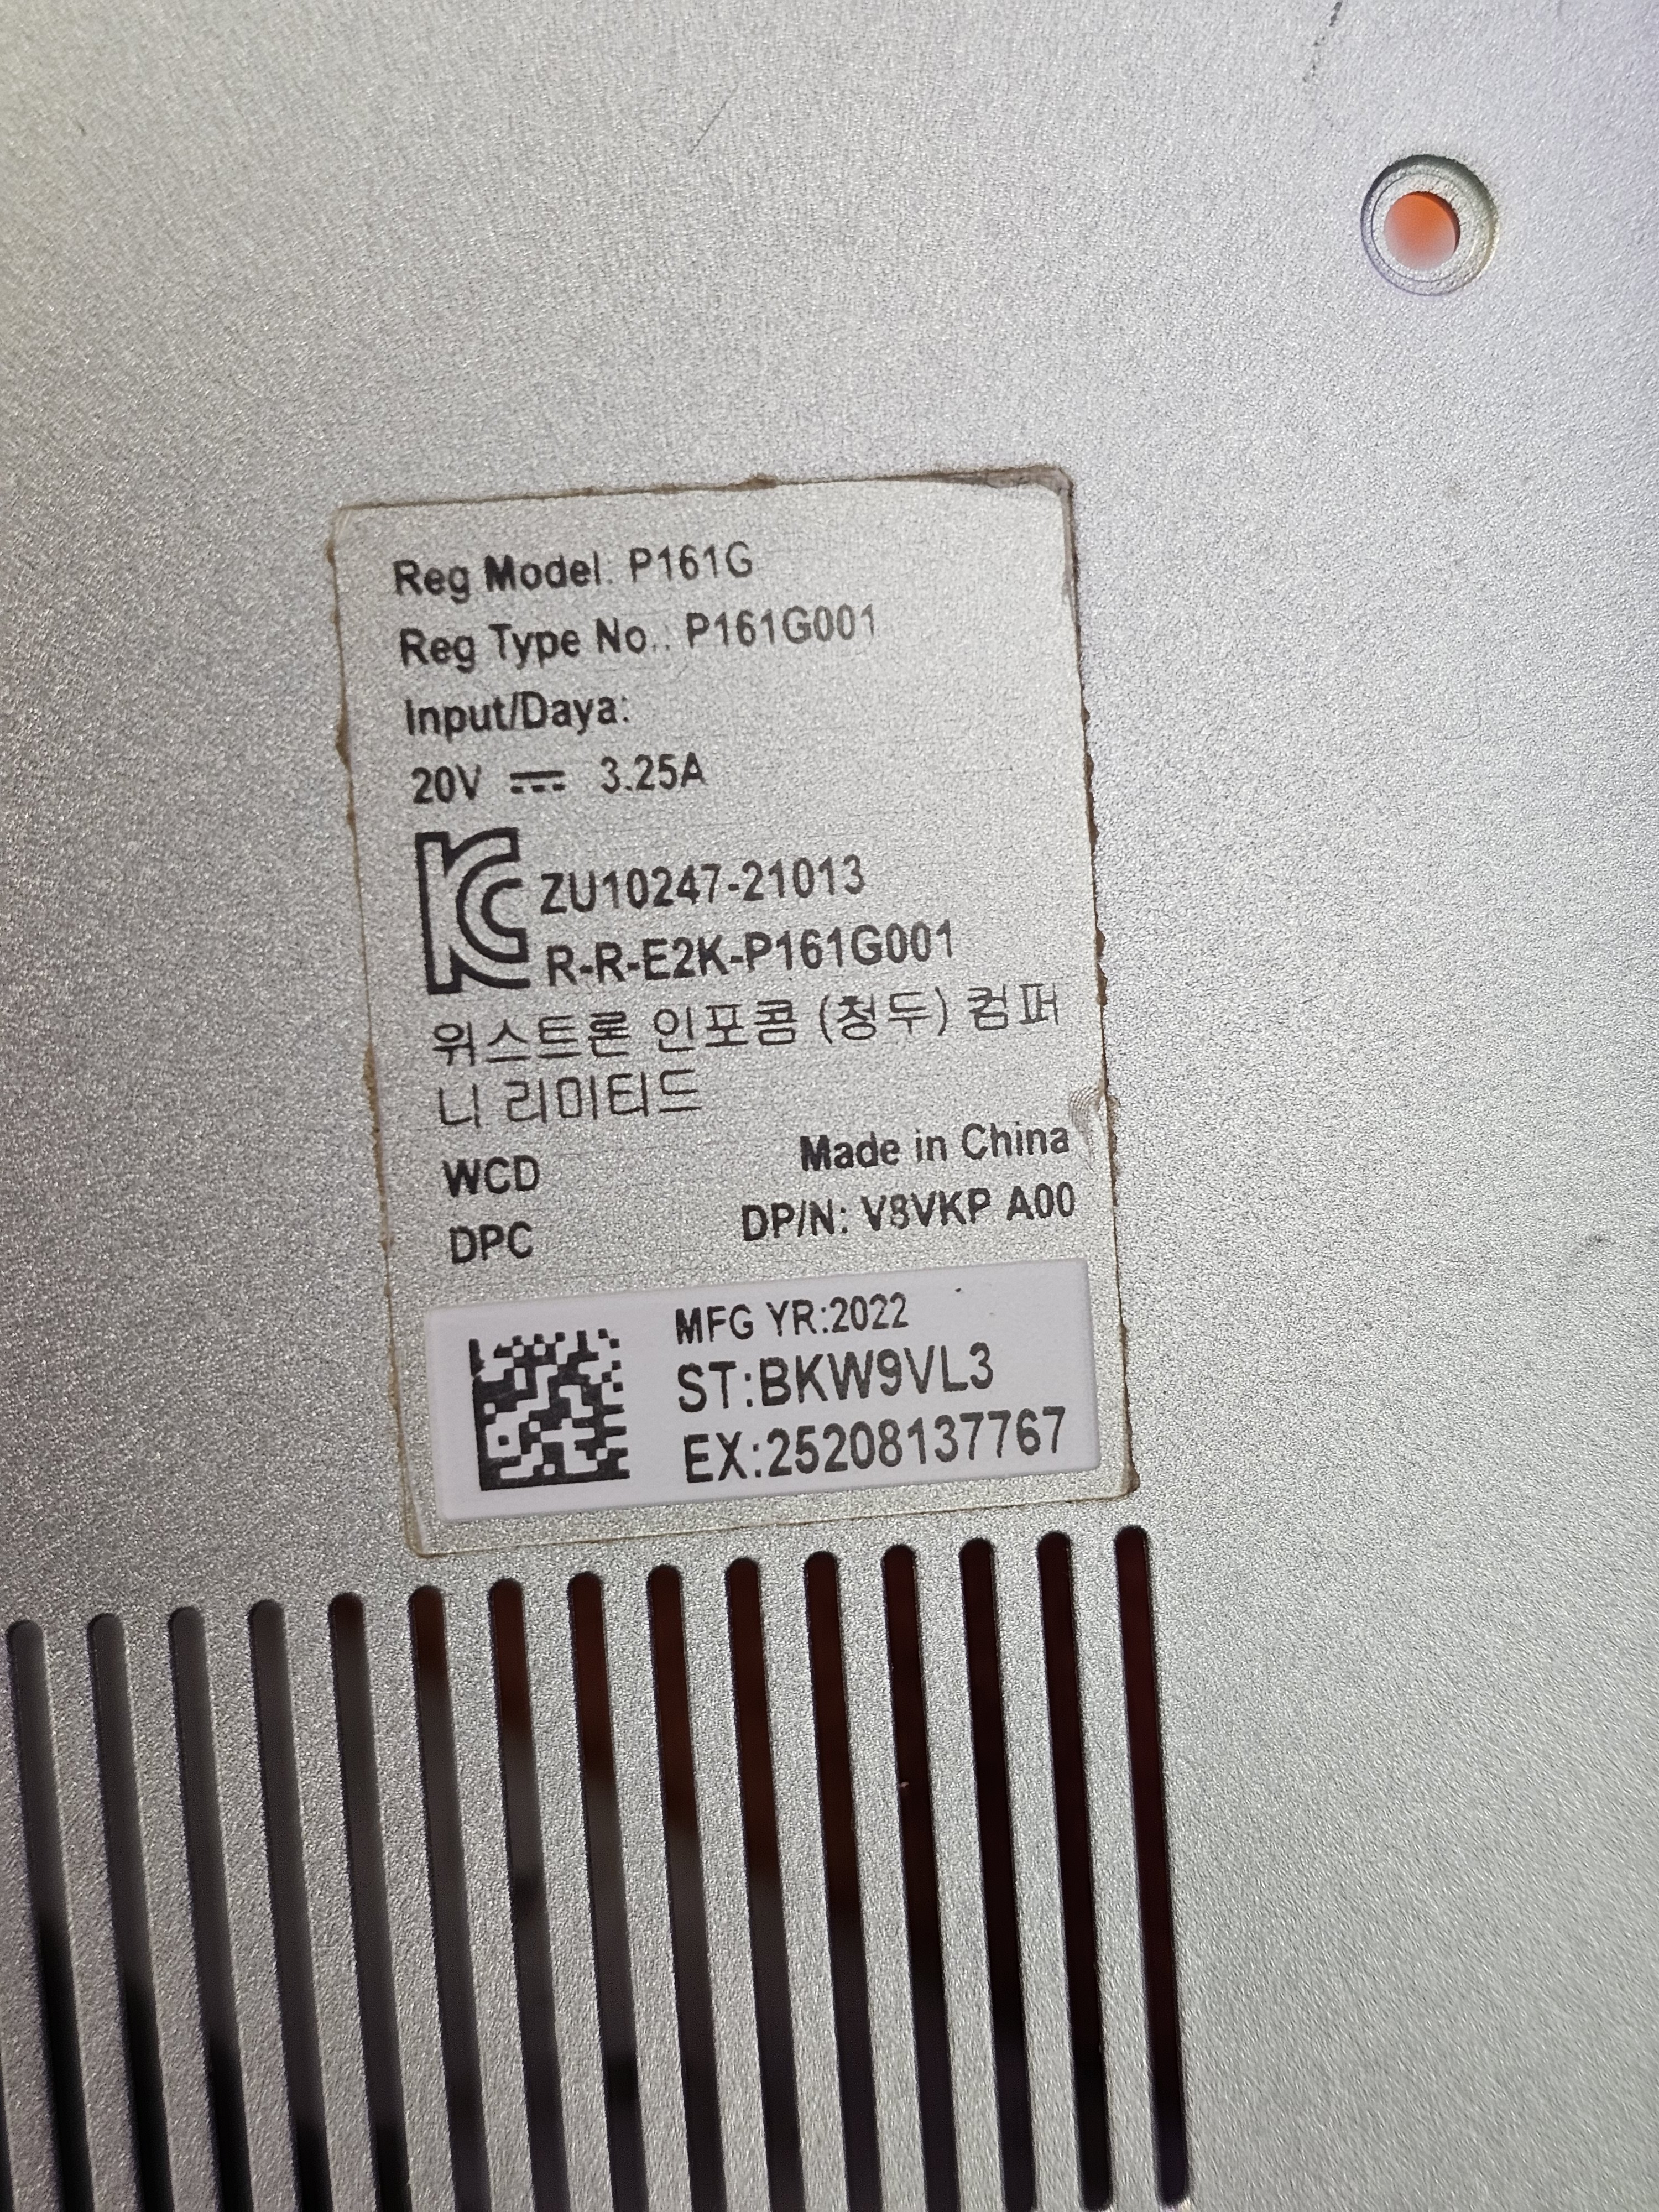 Reg Model: P161G
Reg Type No.: P161G001
Input/Daya:
20V ⎓ 3.25A
KC ZU10247-21013
R-R-E2K-P161G001
위스트론 인포콤 (청두) 컴퍼
니 리미티드
WCD Made in China
DPC DP/N: V8VKP A00
MFG YR:2022
ST:BKW9VL3
EX:25208137767